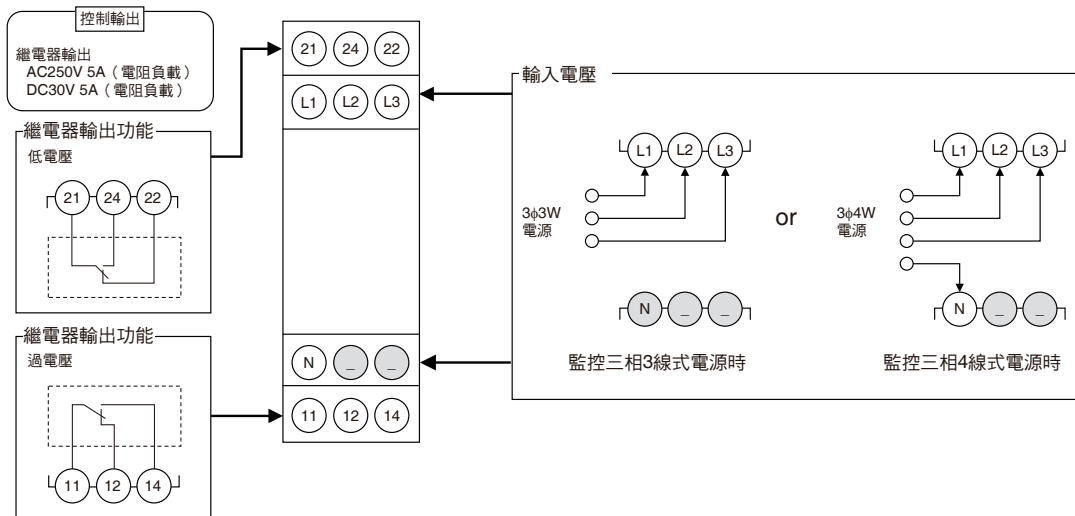 控制輸出
繼電器輸出
AC250V 5A（電阻負載）
DC30V 5A（電阻負載）
繼電器輸出功能
低電壓
21 24 22
繼電器輸出功能
過電壓
11 12 14
21 24 22
L1 L2 L3
N _ _
11 12 14
輸入電壓
L1 L2 L3
3ϕ3W
電源
N _ _
監控三相3線式電源時
or
L1 L2 L3
3ϕ4W
電源
N _ _
監控三相4線式電源時